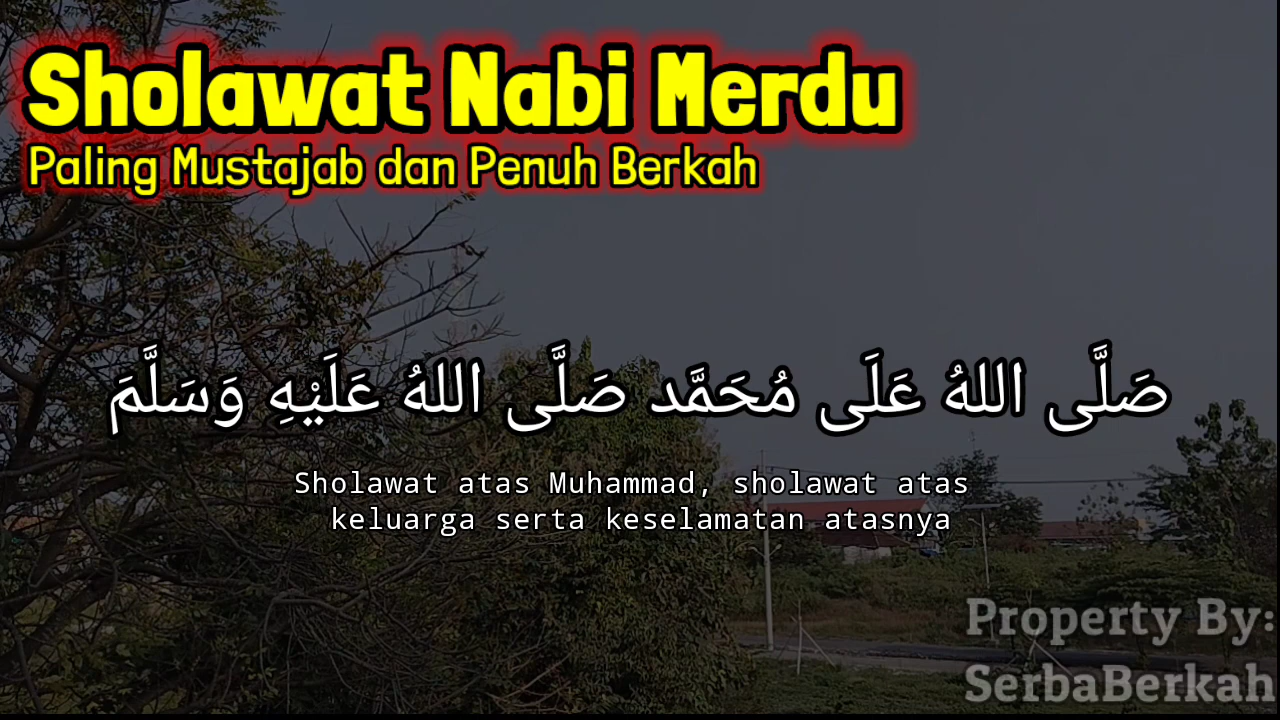 Sholawat Nabi Merdu
Paling Mustajab dan Penuh Berkah
صَلَّى اللهُ عَلَى مُحَمَّد صَلَّى اللهُ عَلَيْهِ وَسَلَّمَ
Sholawat atas Muhammad, sholawat atas
keluarga serta keselamatan atasnya
Property By:
SerbaBerkah